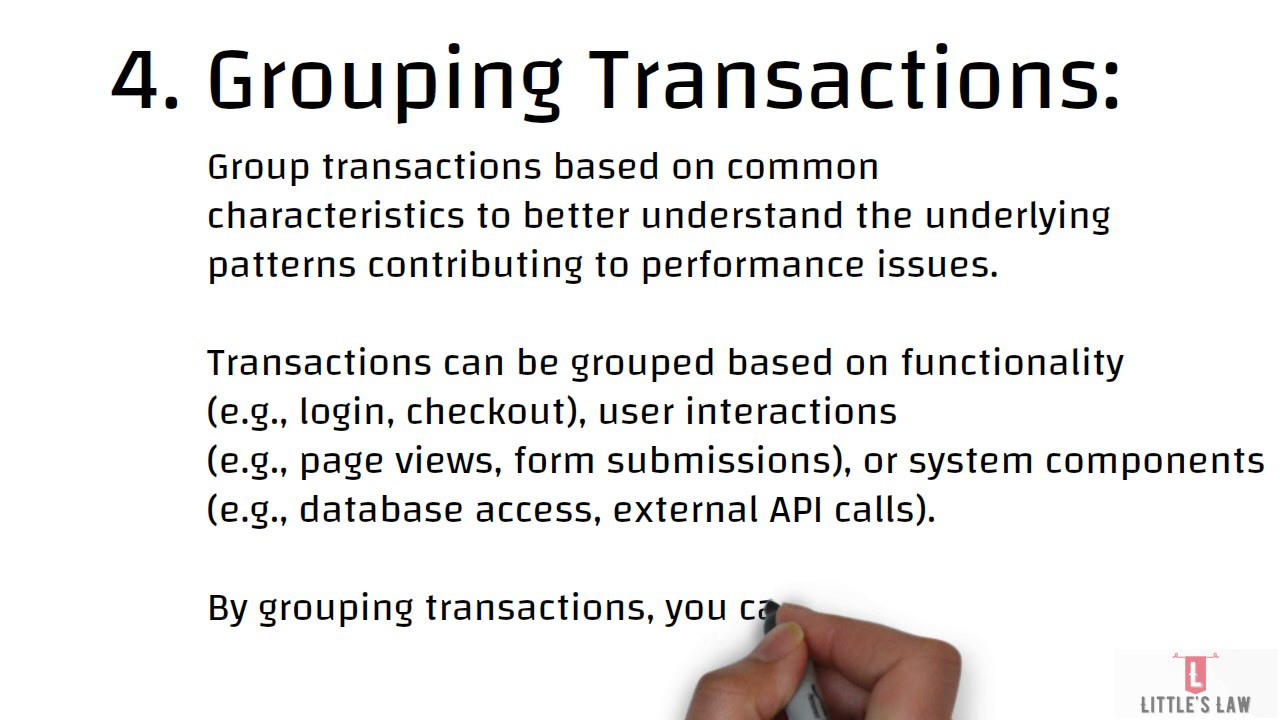 4. Grouping Transactions:
Group transactions based on common
characteristics to better understand the underlying
patterns contributing to performance issues.
Transactions can be grouped based on functionality
(e.g., login, checkout), user interactions
(e.g., page views, form submissions), or system components
(e.g., database access, external API calls).
By grouping transactions, you ca
L
LITTLE'S LAW